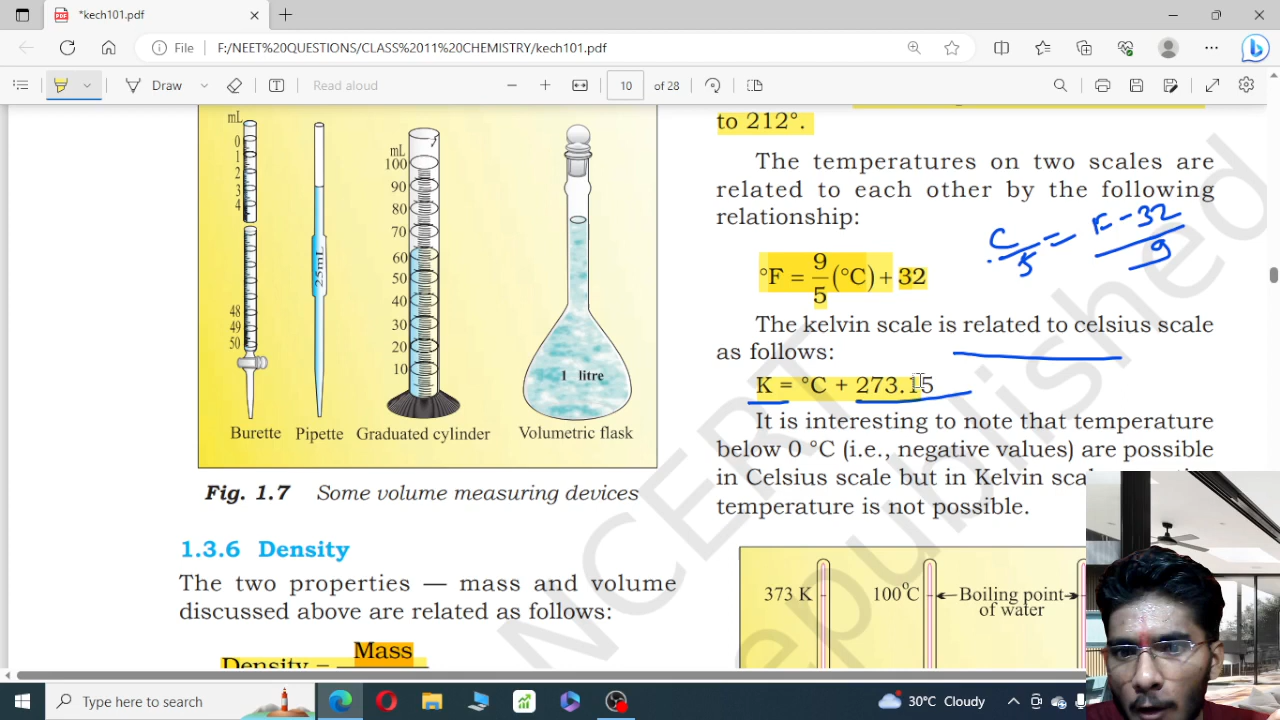 *kech101.pdf
File F:/NEET%20QUESTIONS/CLASS%2011%20CHEMISTRY/kech101.pdf
Draw
Read aloud
10 of 28
mL
0
1
2
3
4
48
49
50
25mL
mL
100
90
80
70
60
50
40
30
20
10
1 litre
Burette Pipette Graduated cylinder Volumetric flask
Fig. 1.7 Some volume measuring devices
1.3.6 Density
The two properties — mass and volume
discussed above are related as follows:
Density = Mass
to 212°.
The temperatures on two scales are
related to each other by the following
relationship:
C/5 = F-32/9
°F = 9/5 (°C) + 32
The kelvin scale is related to celsius scale
as follows:
K = °C + 273.15
It is interesting to note that temperature
below 0 °C (i.e., negative values) are possible
in Celsius scale but in Kelvin
temperature is not possible.
373 K 100°C Boiling point
of water
NCERT
republished
Type here to search
30°C Cloudy